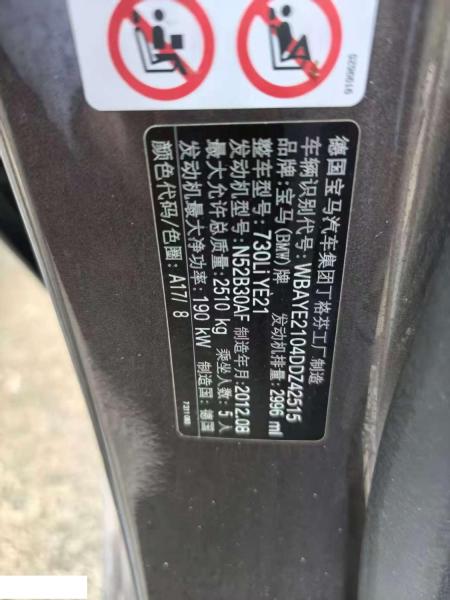 9196625
德国宝马汽车集团丁格芬工厂制造
车辆识别代号: WBAYE2104DDZ42515
品牌: 宝马(BMW)牌 发动机排量: 2996 ml
整车型号: 730Li YE21
发动机型号: N52B30AF 制造年月: 2012.08
最大允许总质量: 2510 kg 乘坐人数: 5 人
发动机最大净功率: 190 kW 制造国: 德国
颜色代码/色圈: A17/ 8